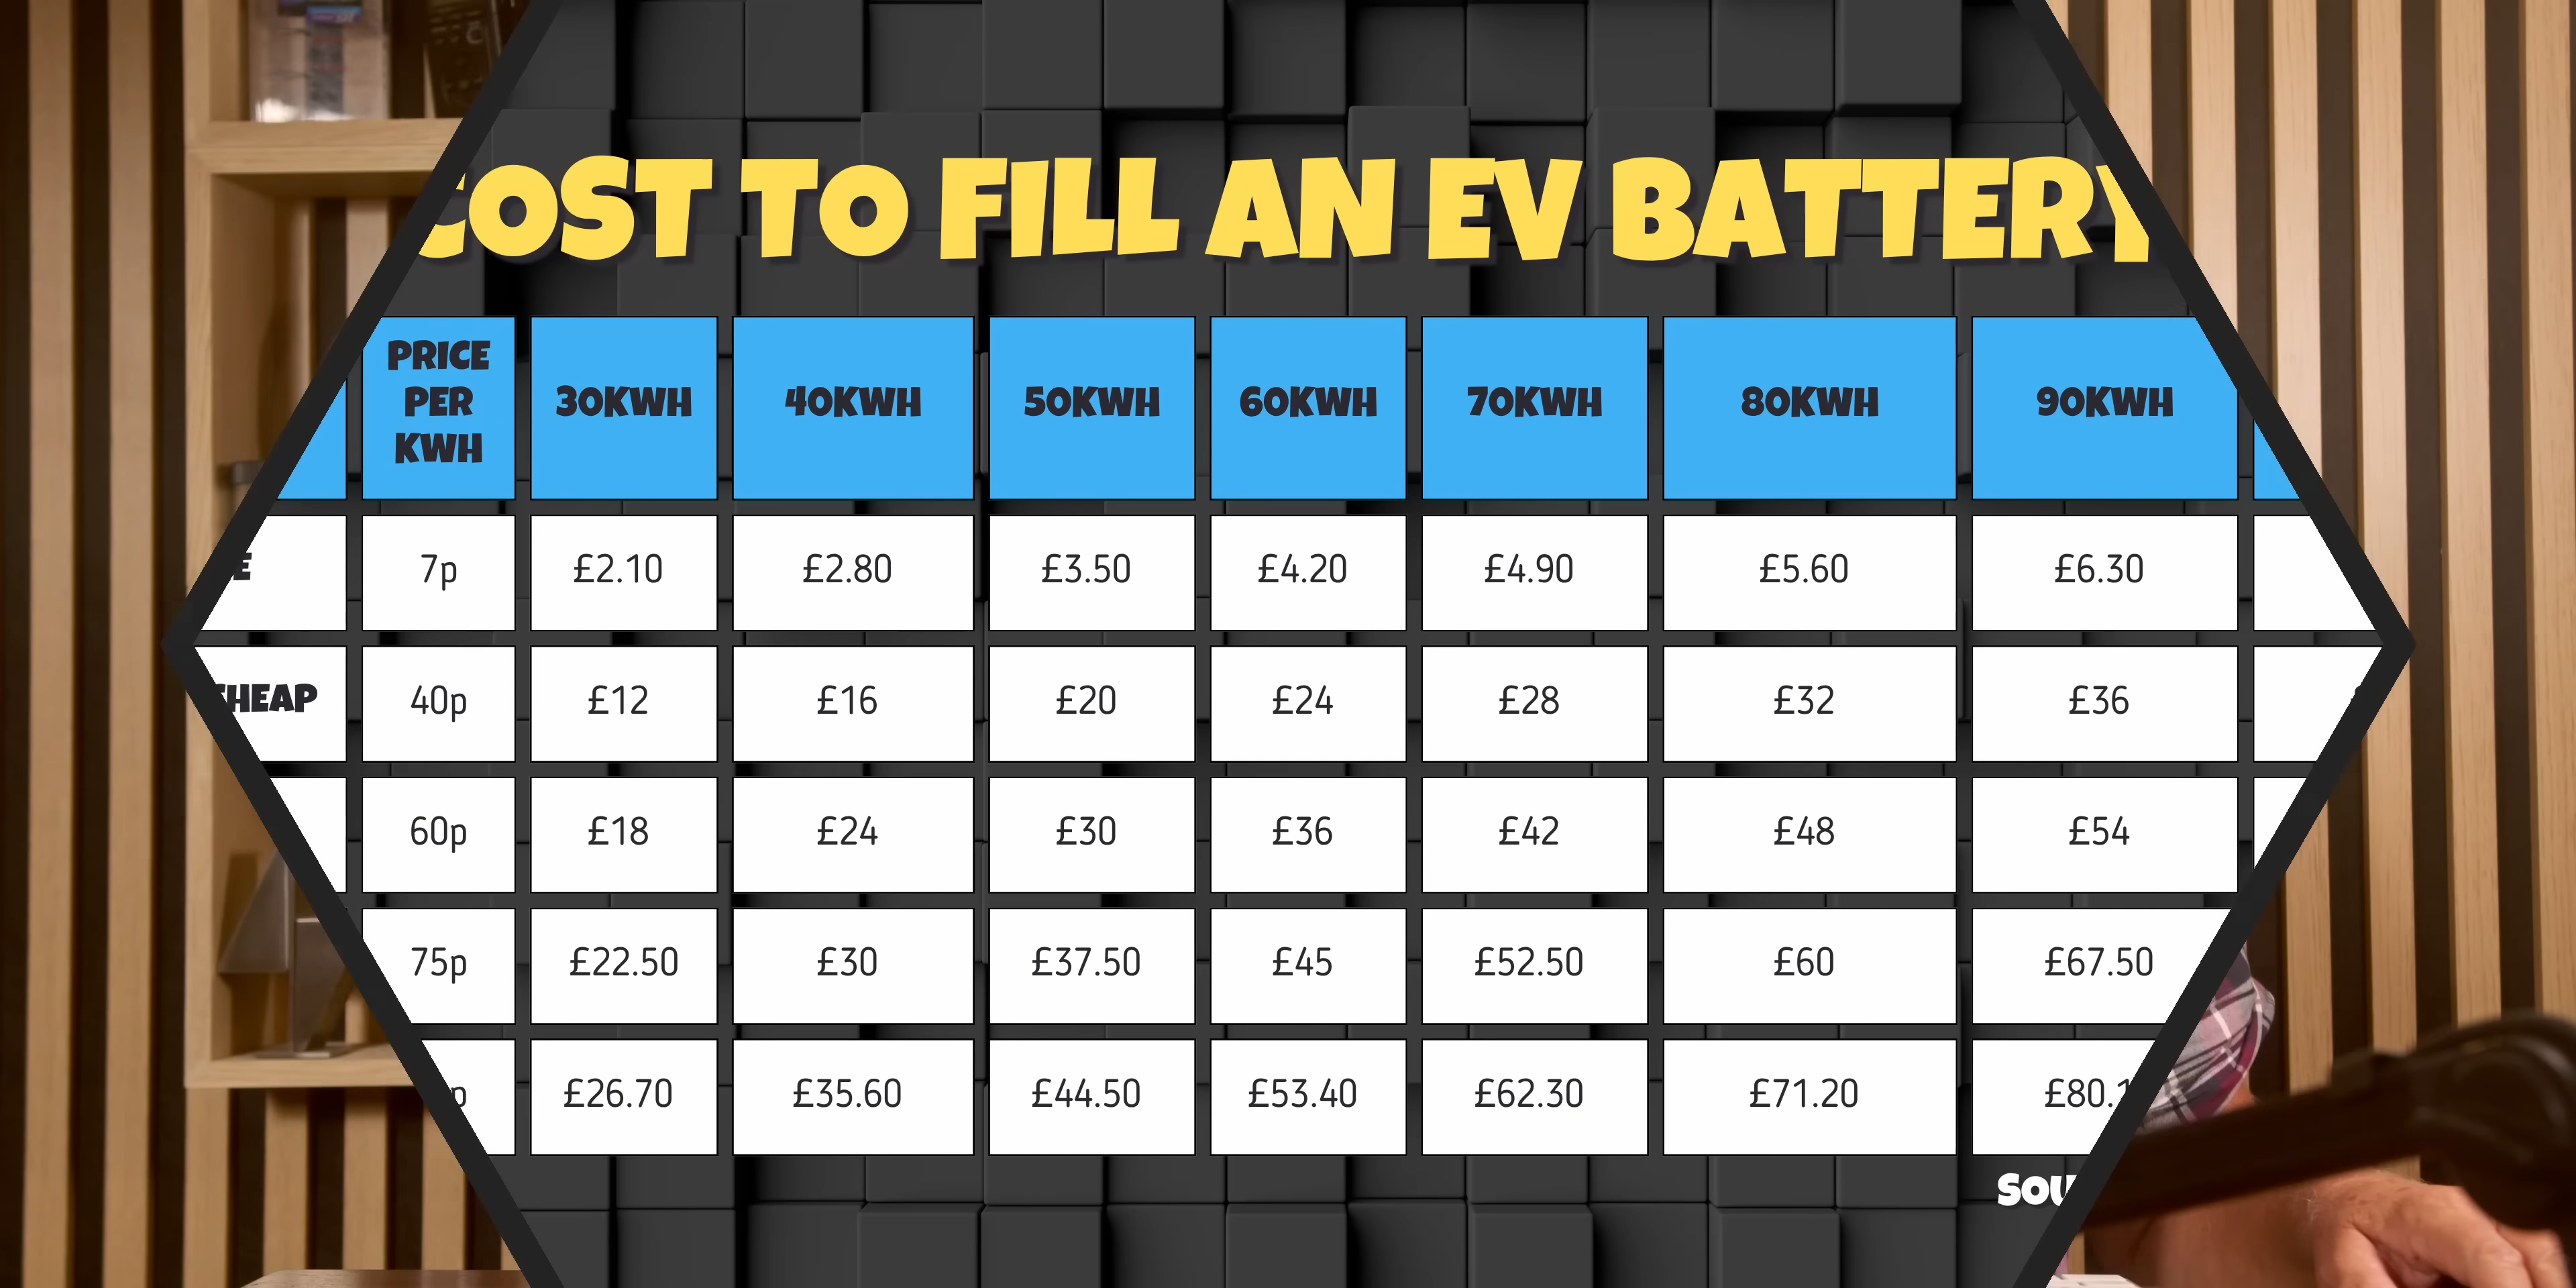 COST TO FILL AN EV BATTERY
PRICE PER KWH 30KWH 40KWH 50KWH 60KWH 70KWH 80KWH 90KWH
7p £2.10 £2.80 £3.50 £4.20 £4.90 £5.60 £6.30
CHEAP 40p £12 £16 £20 £24 £28 £32 £36
60p £18 £24 £30 £36 £42 £48 £54
75p £22.50 £30 £37.50 £45 £52.50 £60 £67.50
£26.70 £35.60 £44.50 £53.40 £62.30 £71.20